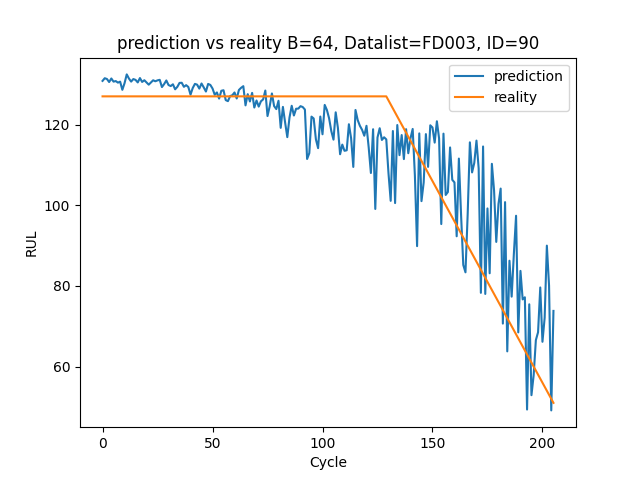 prediction vs reality B=64, Datalist=FD003, ID=90
prediction
reality
RUL
120
100
80
60
0
50
100
150
200
Cycle